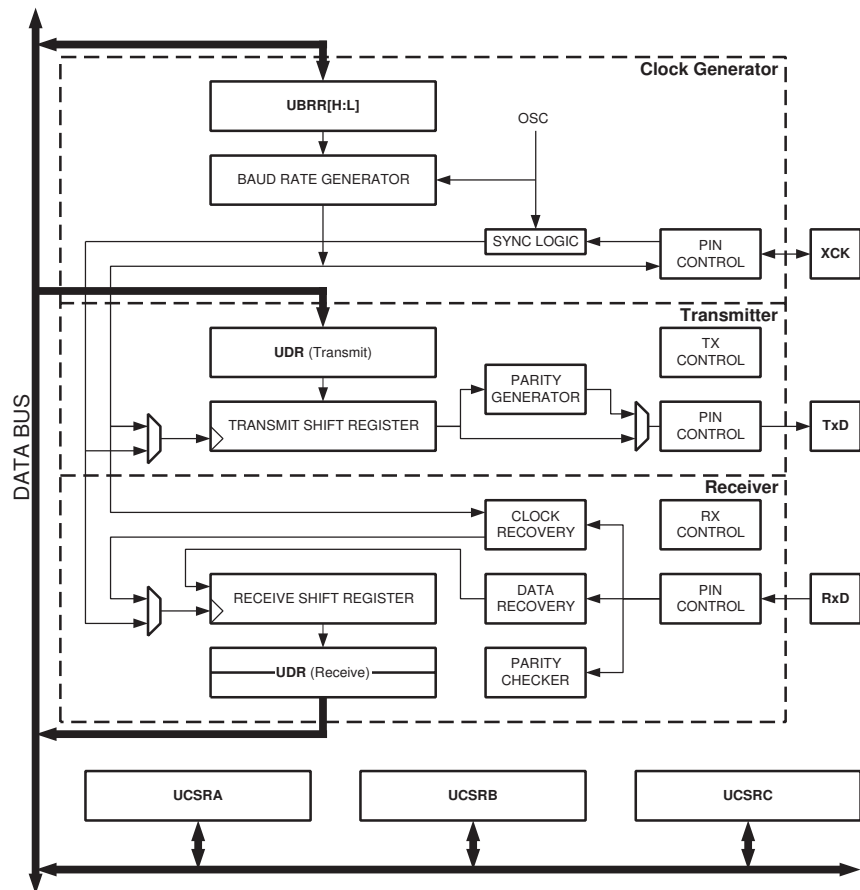 Clock Generator
UBRR[H:L]
OSC
BAUD RATE GENERATOR
SYNC LOGIC
PIN
CONTROL
XCK
Transmitter
UDR (Transmit)
TX
CONTROL
PARITY
GENERATOR
TRANSMIT SHIFT REGISTER
PIN
CONTROL
TxD
DATA BUS
Receiver
CLOCK
RECOVERY
RX
CONTROL
RECEIVE SHIFT REGISTER
DATA
RECOVERY
PIN
CONTROL
RxD
UDR (Receive)
PARITY
CHECKER
UCSRA
UCSRB
UCSRC